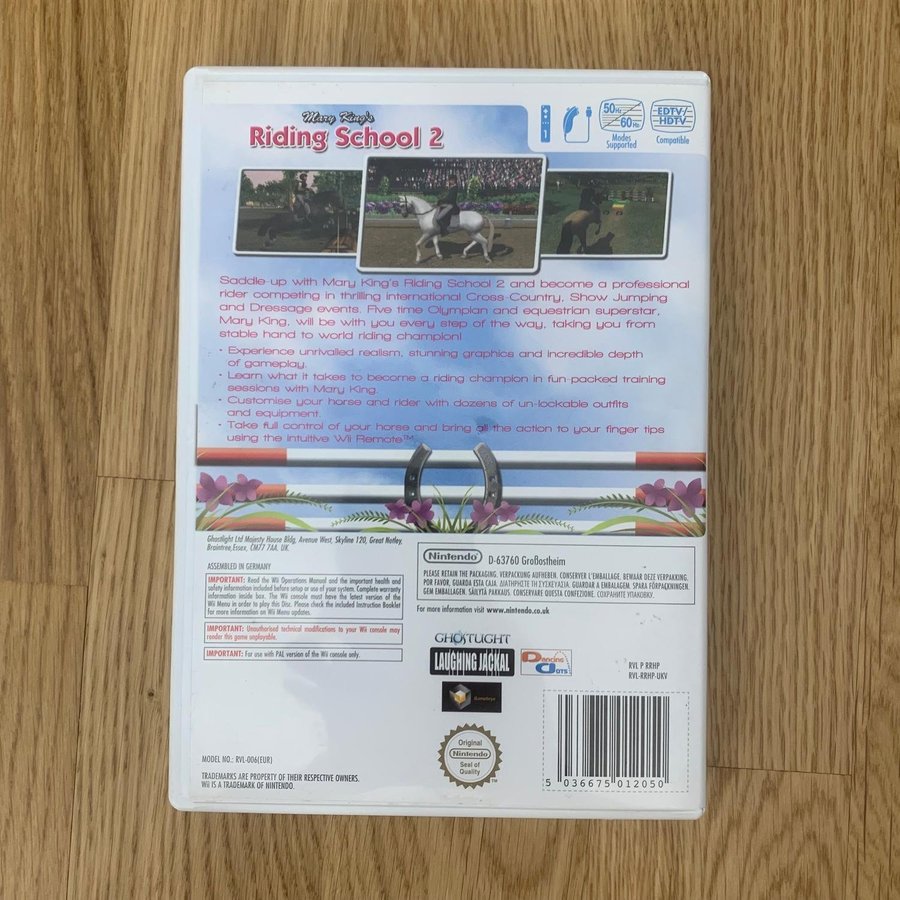 Mary King's
Riding School 2
1
50Hz
60Hz
Modes
Supported
EDTV/
HDTV
Compatible
Saddle-up with Mary King's Riding School 2 and become a professional
rider competing in thrilling international Cross-Country, Show Jumping
and Dressage events. Five time Olympian and equestrian superstar,
Mary King, will be with you every step of the way, taking you from
stable hand to world riding champion!
• Experience unrivalled realism, stunning graphics and incredible depth
of gameplay.
• Learn what it takes to become a riding champion in fun-packed training
sessions with Mary King.
• Customise your horse and rider with dozens of un-lockable outfits
and equipment.
• Take full control of your horse and bring all the action to your finger tips
using the intuitive Wii Remote™.
Ghostlight Ltd Majesty House Bldg, Avenue West, Skyline 120, Great Notley,
Braintree,Essex, CM77 7AA. UK.
ASSEMBLED IN GERMANY
IMPORTANT: Read the Wii Operations Manual and the important health and
safety information included before setup or use of your system. Complete warranty
information inside box. The Wii console must have the latest version of the
Wii Menu in order to play this Disc. Please check the included Instruction Booklet
for more information on Wii Menu updates.
IMPORTANT: Unauthorised technical modifications to your Wii console may
render this game unplayable.
IMPORTANT: For use with PAL version of the Wii console only.
Nintendo D-63760 Großostheim
PLEASE RETAIN THE PACKAGING. VERPACKUNG AUFHEBEN. CONSERVER L'EMBALLAGE. BEWAAR DEZE VERPAKKING.
POR FAVOR, GUARDA ESTA CAJA. ΔΙΑΤΗΡΗΣΤΕ ΤΗ ΣΥΣΚΕΥΑΣΙΑ. GUARDAR A EMBALAGEM. SPARA FÖRPACKNINGEN.
GEM EMBALLAGEN. SÄILYTÄ PAKKAUS. CONSERVARE QUESTA CONFEZIONE. СОХРАНИТЕ УПАКОВКУ.
For more information visit www.nintendo.co.uk
GHOSTLIGHT
LAUGHING JACKAL
Dancing
Dots
RVL P RRHP
RVL-RRHP-UKV
Original
Nintendo
Seal of
Quality
TM
5 036675 012050
MODEL NO.: RVL-006(EUR)
TRADEMARKS ARE PROPERTY OF THEIR RESPECTIVE OWNERS.
Wii IS A TRADEMARK OF NINTENDO.